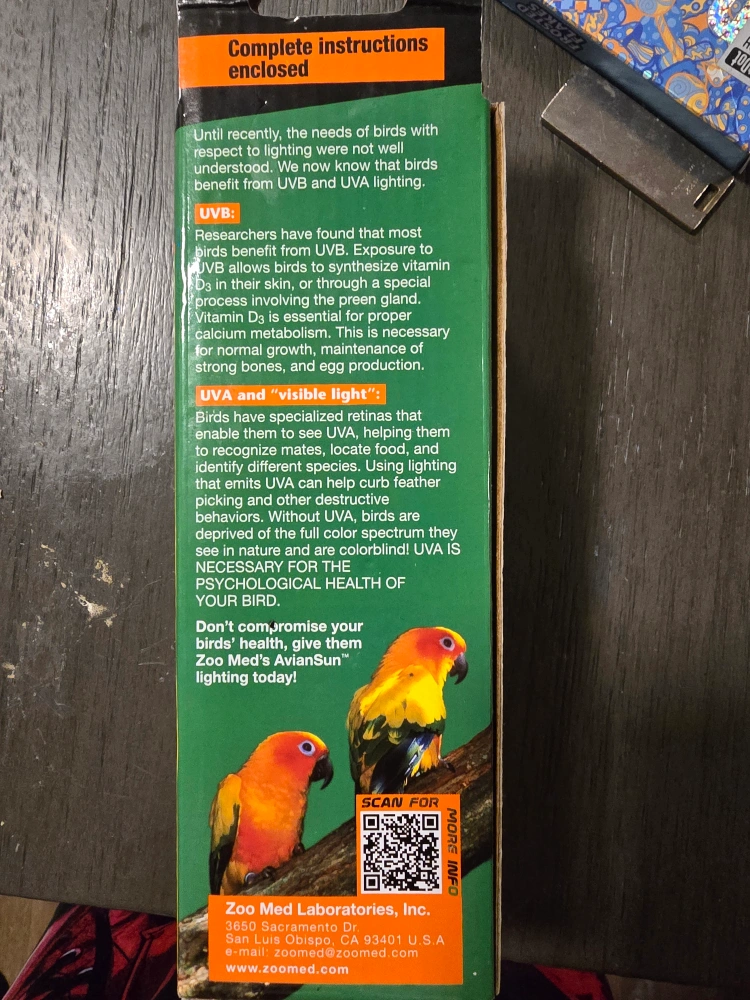 Complete instructions
enclosed
Until recently, the needs of birds with
respect to lighting were not well
understood. We now know that birds
benefit from UVB and UVA lighting.
UVB:
Researchers have found that most
birds benefit from UVB. Exposure to
UVB allows birds to synthesize vitamin
D3 in their skin, or through a special
process involving the preen gland.
Vitamin D3 is essential for proper
calcium metabolism. This is necessary
for normal growth, maintenance of
strong bones, and egg production.
UVA and “visible light”:
Birds have specialized retinas that
enable them to see UVA, helping them
to recognize mates, locate food, and
identify different species. Using lighting
that emits UVA can help curb feather
picking and other destructive
behaviors. Without UVA, birds are
deprived of the full color spectrum they
see in nature and are colorblind! UVA IS
NECESSARY FOR THE
PSYCHOLOGICAL HEALTH OF
YOUR BIRD.
Don’t compromise your
birds’ health, give them
Zoo Med’s AvianSun™
lighting today!
SCAN FOR
MORE INFO
Zoo Med Laboratories, Inc.
3650 Sacramento Dr.
San Luis Obispo, CA 93401 U.S.A
e-mail: zoomed@zoomed.com
www.zoomed.com